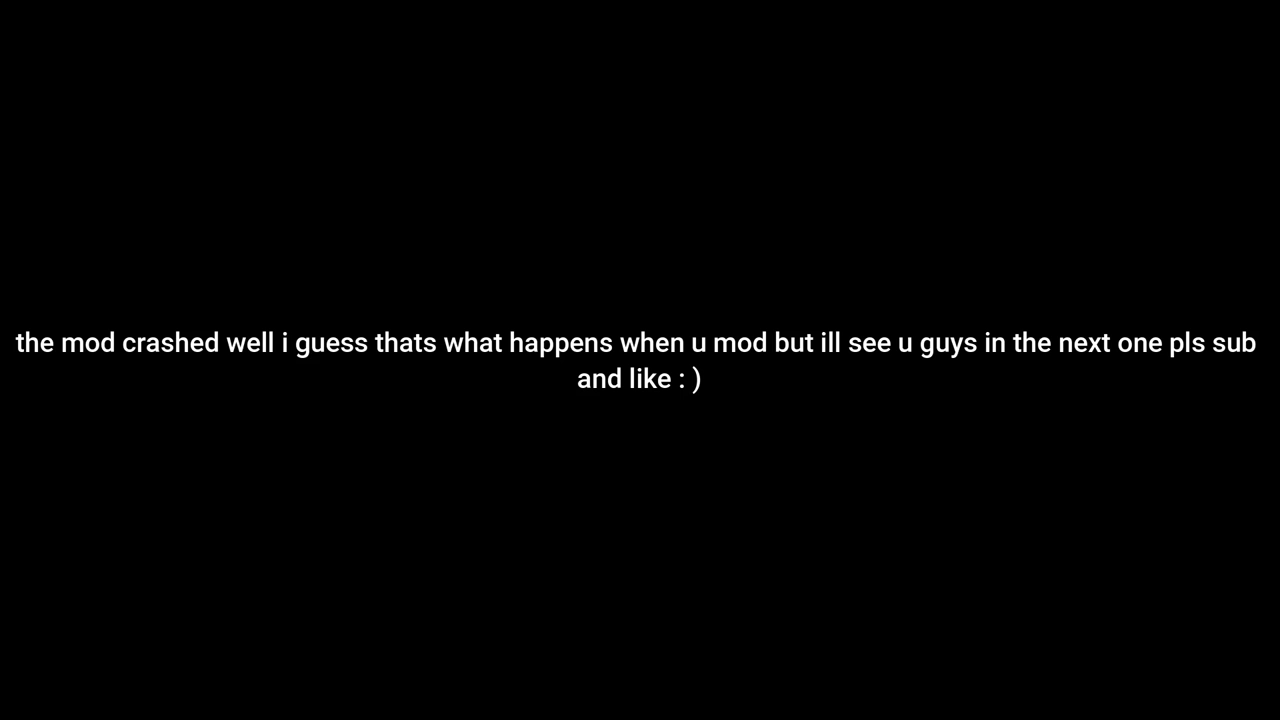 the mod crashed well i guess thats what happens when u mod but ill see u guys in the next one pls sub
and like : )